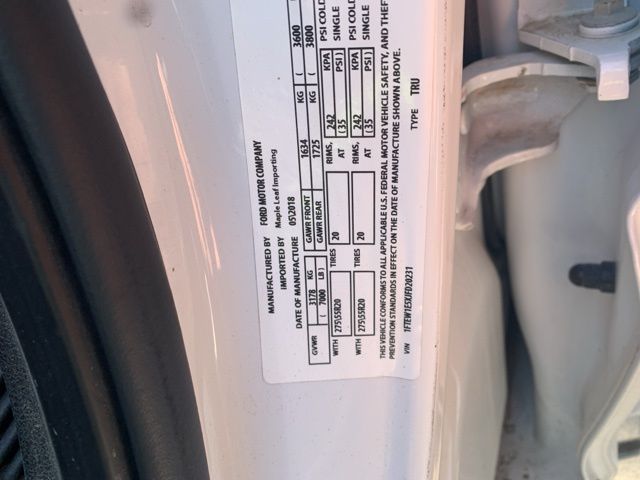 MANUFACTURED BY FORD MOTOR COMPANY
IMPORTED BY Maple Leaf Importing
DATE OF MANUFACTURE 05\2018
GVWR 3178 KG GAWR FRONT 1634 KG ( 3600
( 7000 LB ) GAWR REAR 1725 KG ( 3800
WITH 275\55R20 TIRES 20 RIMS, 242 KPA PSI COLD
AT (35 PSI ) SINGLE
WITH 275\55R20 TIRES 20 RIMS, 242 KPA PSI COLD
AT (35 PSI ) SINGLE
THIS VEHICLE CONFORMS TO ALL APPLICABLE U.S. FEDERAL MOTOR VEHICLE SAFETY, AND THEFT
PREVENTION STANDARDS IN EFFECT ON THE DATE OF MANUFACTURE SHOWN ABOVE.
VIN TYPE TRU